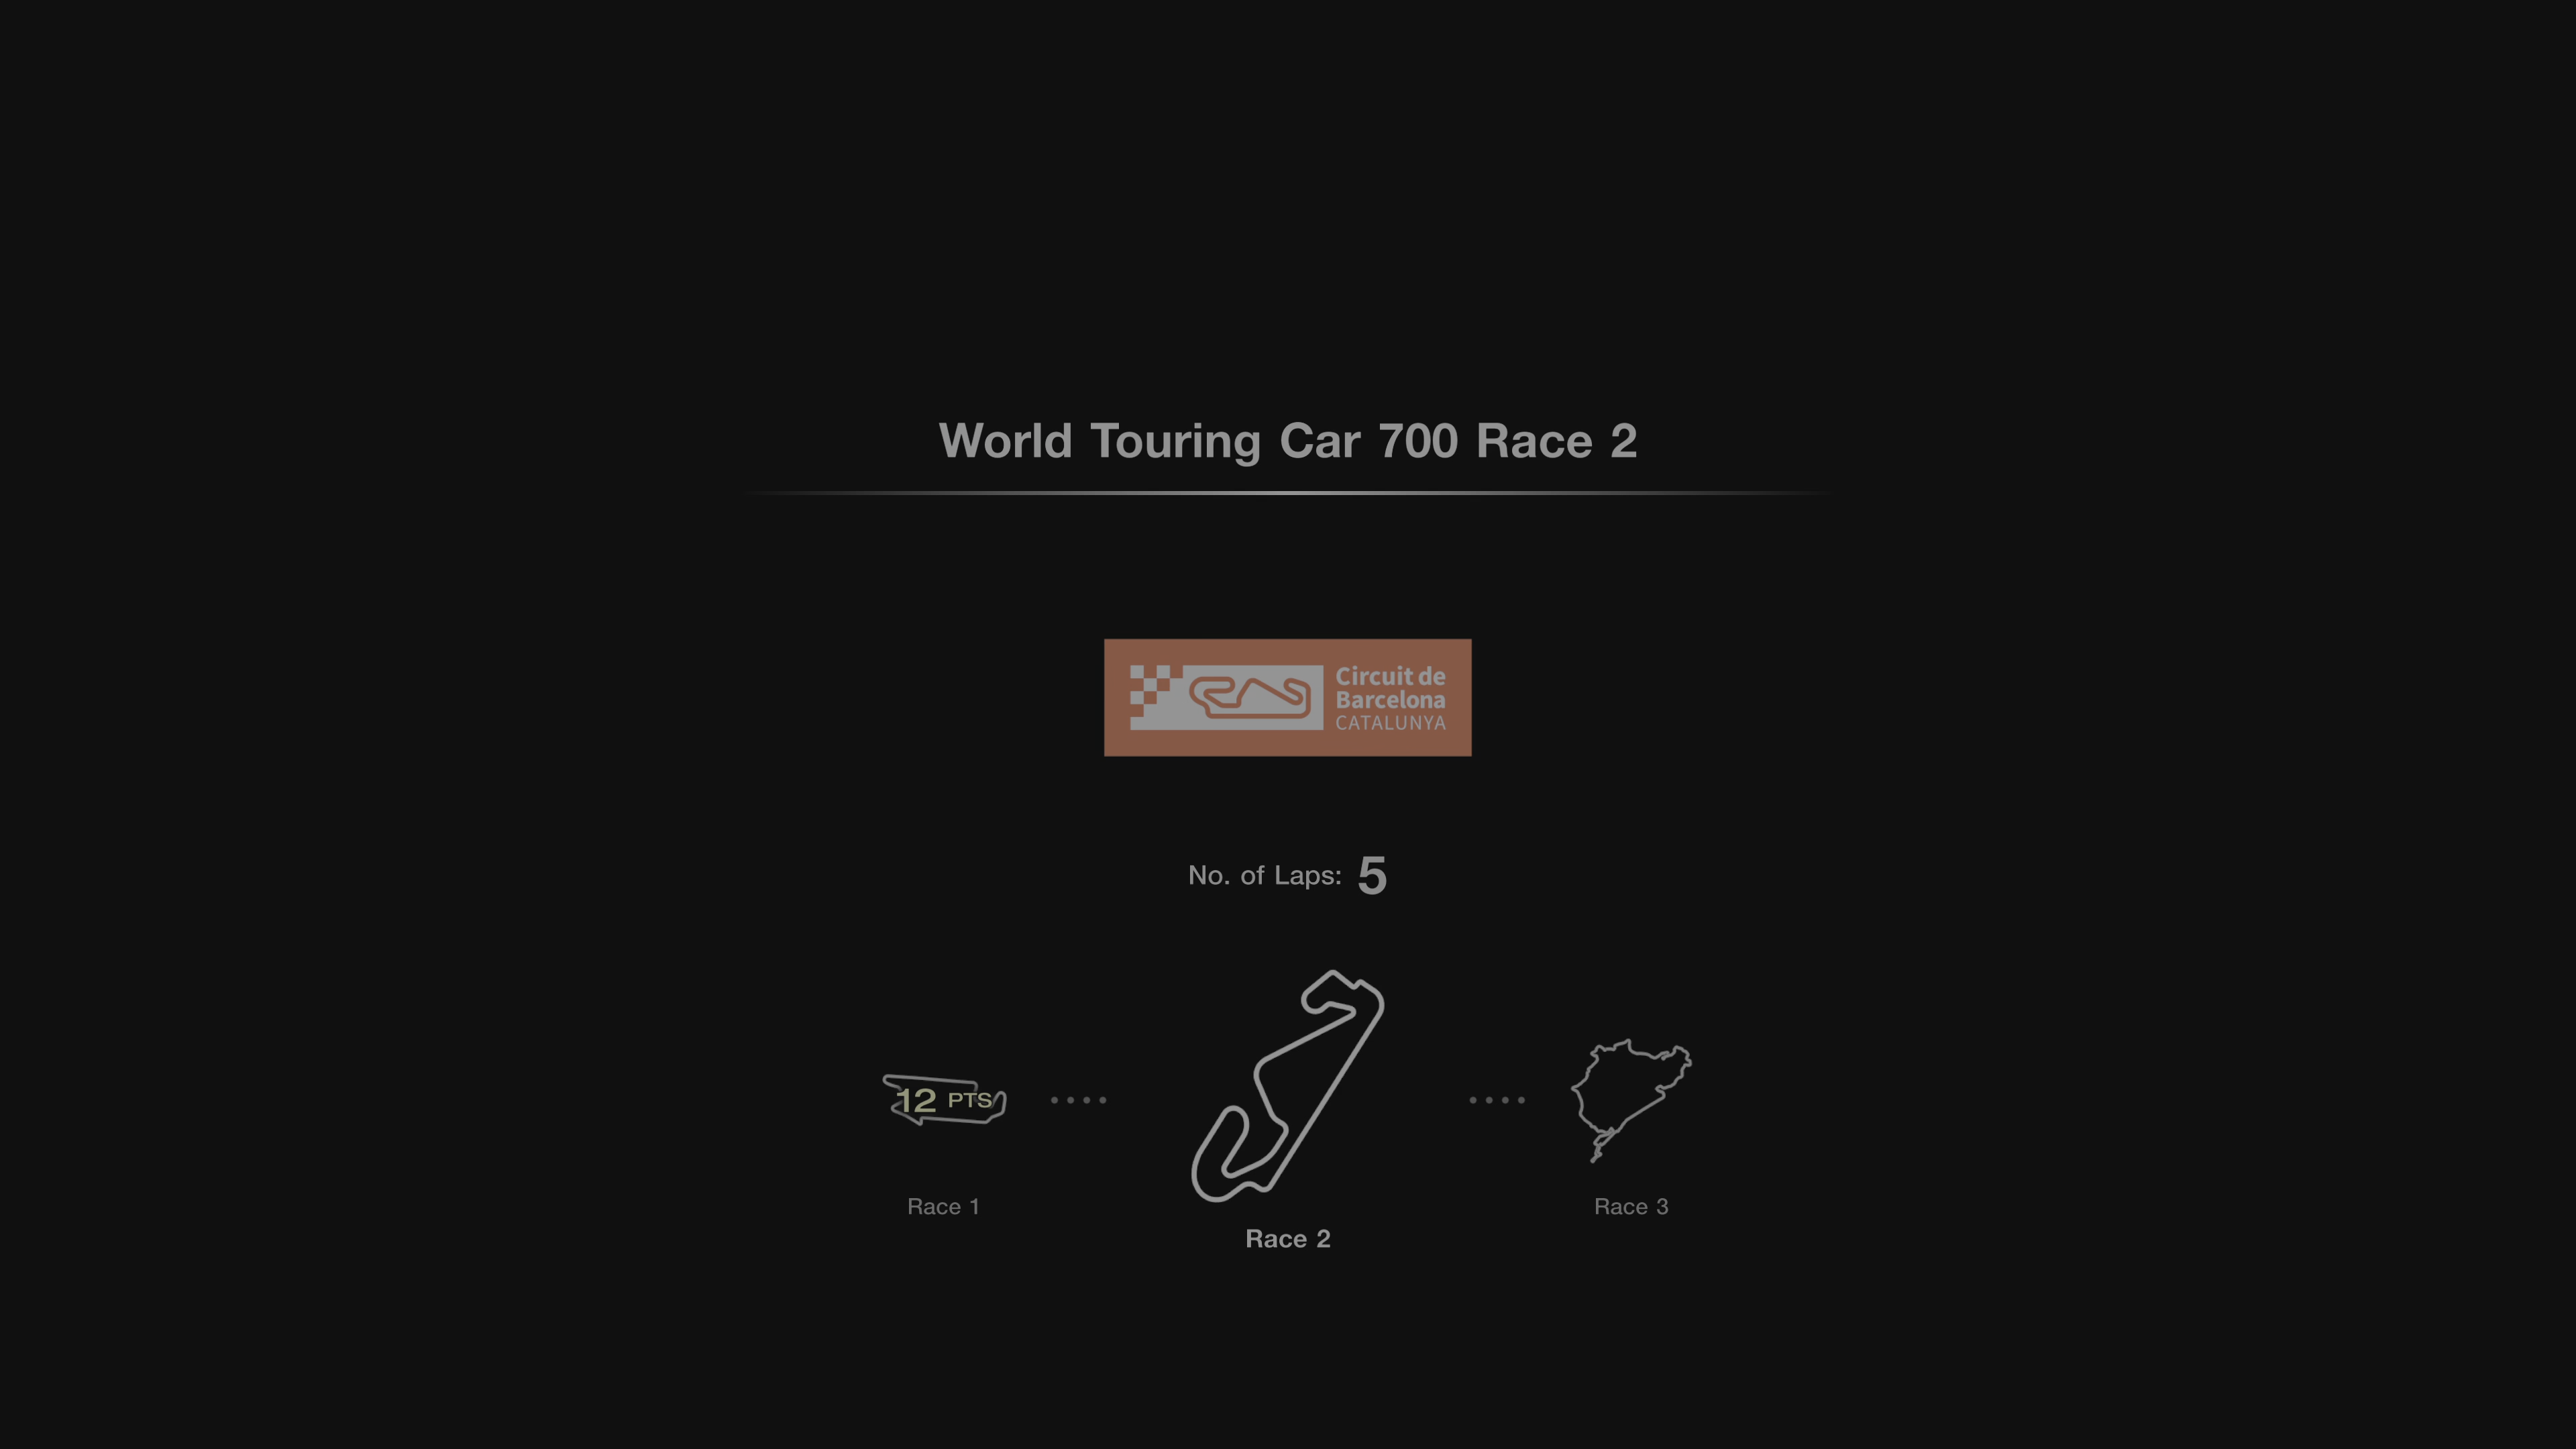 World Touring Car 700 Race 2
Circuit de
Barcelona
CATALUNYA
No. of Laps: 5
12 PTS
Race 1
Race 2
Race 3